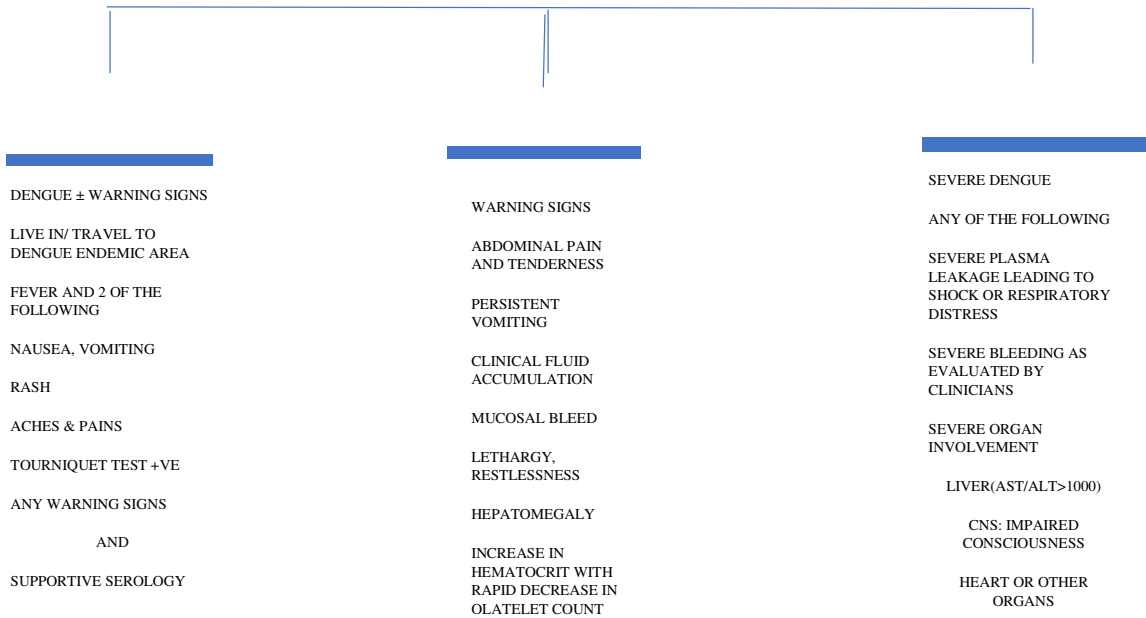 DENGUE ± WARNING SIGNS
LIVE IN/ TRAVEL TO
DENGUE ENDEMIC AREA
FEVER AND 2 OF THE
FOLLOWING
NAUSEA, VOMITING
RASH
ACHES & PAINS
TOURNIQUET TEST +VE
ANY WARNING SIGNS
AND
SUPPORTIVE SEROLOGY
WARNING SIGNS
ABDOMINAL PAIN
AND TENDERNESS
PERSISTENT
VOMITING
CLINICAL FLUID
ACCUMULATION
MUCOSAL BLEED
LETHARGY,
RESTLESSNESS
HEPATOMEGALY
INCREASE IN
HEMATOCRIT WITH
RAPID DECREASE IN
OLATELET COUNT
SEVERE DENGUE
ANY OF THE FOLLOWING
SEVERE PLASMA
LEAKAGE LEADING TO
SHOCK OR RESPIRATORY
DISTRESS
SEVERE BLEEDING AS
EVALUATED BY
CLINICIANS
SEVERE ORGAN
INVOLVEMENT
LIVER(AST/ALT>1000)
CNS: IMPAIRED
CONSCIOUSNESS
HEART OR OTHER
ORGANS